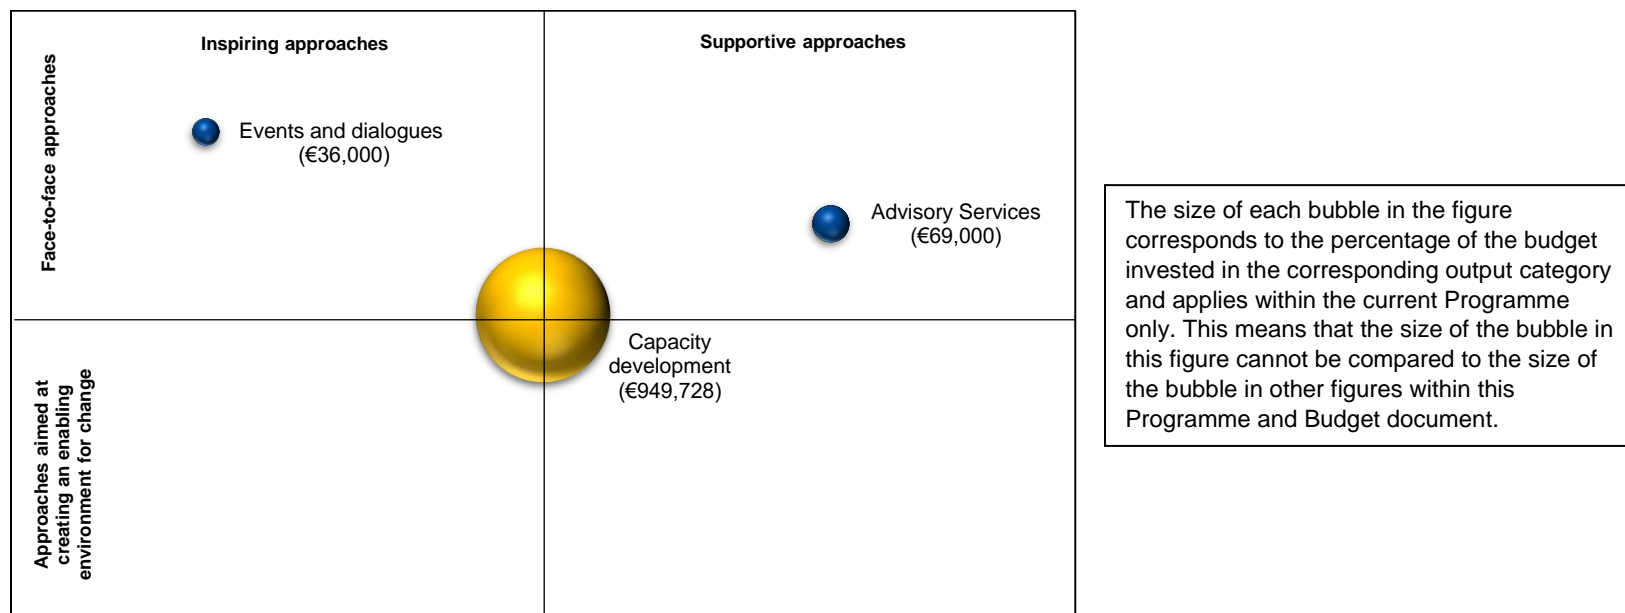 Inspiring approaches
Supportive approaches
Face-to-face approaches
Events and dialogues
(€36,000)
Advisory Services
(€69,000)
Capacity
development
(€949,728)
Approaches aimed at
creating an enabling
environment for change
The size of each bubble in the figure
corresponds to the percentage of the budget
invested in the corresponding output category
and applies within the current Programme
only. This means that the size of the bubble in
this figure cannot be compared to the size of
the bubble in other figures within this
Programme and Budget document.